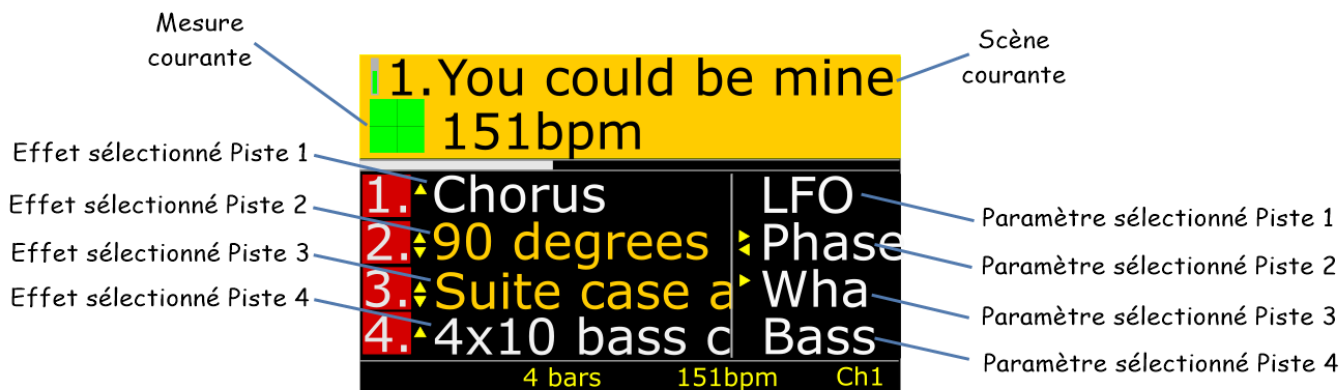 Mesure
courante
Scène
courante
1.You could be mine
151bpm
Effet sélectionné Piste 1
Effet sélectionné Piste 2
Effet sélectionné Piste 3
Effet sélectionné Piste 4
1. Chorus LFO
2. 90 degrees Phase
3. Suite case a Wha
4. 4x10 bass c Bass
Paramètre sélectionné Piste 1
Paramètre sélectionné Piste 2
Paramètre sélectionné Piste 3
Paramètre sélectionné Piste 4
4 bars 151bpm Ch1